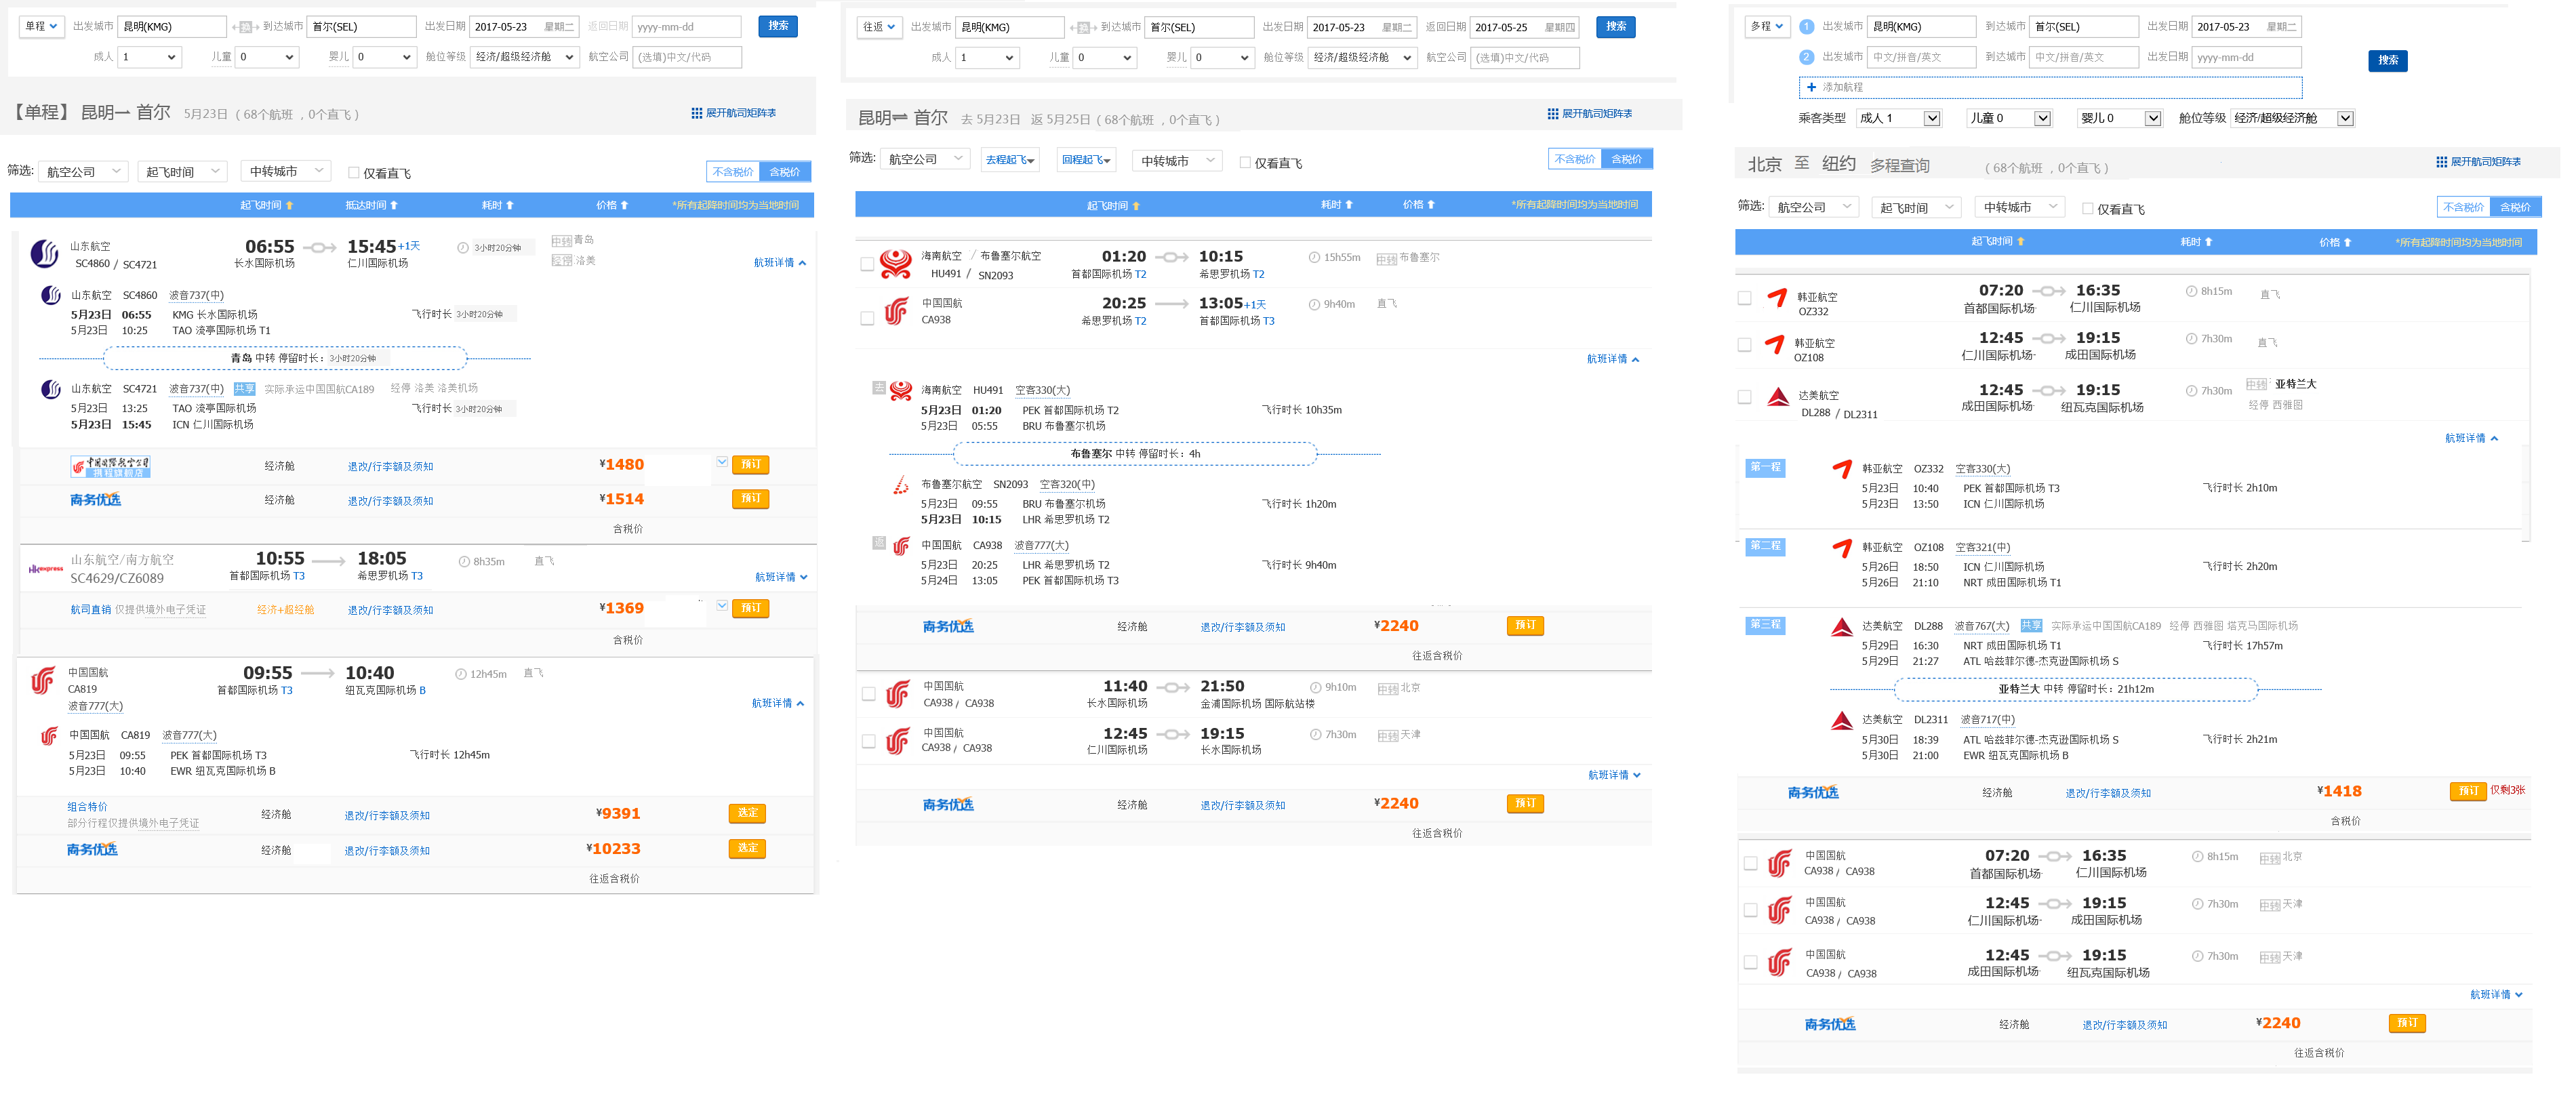 单程 出发城市 昆明(KMG) 换 到达城市 首尔(SEL) 出发日期 2017-05-23 星期二 返回日期 yyyy-mm-dd 搜索
成人 1 儿童 0 婴儿 0 舱位等级 经济/超级经济舱 航空公司 (选填)中文/代码
【单程】 昆明 首尔 5月23日 ( 68个航班 , 0个直飞 ) 展开航司矩阵表
筛选: 航空公司 起飞时间 中转城市 仅看直飞 不含税价 含税价
起飞时间 抵达时间 耗时 价格 *所有起降时间均为当地时间
山东航空 06:55 15:45+1天 3小时20分钟 中转 青岛
SC4860 / SC4721 长水国际机场 仁川国际机场 经停 洛美
航班详情
山东航空 SC4860 波音737(中)
5月23日 06:55 KMG 长水国际机场 飞行时长 3小时20分钟
5月23日 10:25 TAO 流亭国际机场 T1
青岛 中转 停留时长: 3小时20分钟
山东航空 SC4721 波音737(中) 共享 实际承运中国国航CA189 经停 洛美 洛美机场
5月23日 13:25 TAO 流亭国际机场 飞行时长 3小时20分钟
5月23日 15:45 ICN 仁川国际机场
中国国际航空公司 携程旗舰店 经济舱 退改/行李额及须知 ¥1480 预订
商务优选 经济舱 退改/行李额及须知 ¥1514 预订
含税价
HKexpress 山东航空/南方航空 10:55 18:05 8h35m 直飞
SC4629/CZ6089 首都国际机场 T3 希思罗机场 T3 航班详情
航司直销 仅提供境外电子凭证 经济+超经舱 退改/行李额及须知 ¥1369 预订
含税价
中国国航 09:55 10:40 12h45m 直飞
CA819 首都国际机场 T3 纽瓦克国际机场 B
波音777(大) 航班详情
中国国航 CA819 波音777(大)
5月23日 09:55 PEK 首都国际机场 T3 飞行时长 12h45m
5月23日 10:40 EWR 纽瓦克国际机场 B
组合特价
部分行程仅提供境外电子凭证 经济舱 退改/行李额及须知 ¥9391 选定
商务优选 经济舱 退改/行李额及须知 ¥10233 选定
往返含税价
往返 出发城市 昆明(KMG) 换 到达城市 首尔(SEL) 出发日期 2017-05-23 星期二 返回日期 2017-05-25 星期四 搜索
成人 1 儿童 0 婴儿 0 舱位等级 经济/超级经济舱 航空公司 (选填)中文/代码
昆明 首尔 去 5月23日 返 5月25日 ( 68个航班 , 0个直飞 ) 展开航司矩阵表
筛选: 航空公司 去程起飞 回程起飞 中转城市 仅看直飞 不含税价 含税价
起飞时间 耗时 价格 *所有起降时间均为当地时间
海南航空 / 布鲁塞尔航空 01:20 10:15 15h55m 中转 布鲁塞尔
HU491 / SN2093 首都国际机场 T2 希思罗机场 T2
中国国航 20:25 13:05+1天 9h40m 直飞
CA938 希思罗机场 T2 首都国际机场 T3
航班详情
去 海南航空 HU491 空客330(大)
5月23日 01:20 PEK 首都国际机场 T2 飞行时长 10h35m
5月23日 05:55 BRU 布鲁塞尔机场
布鲁塞尔 中转 停留时长: 4h
布鲁塞尔航空 SN2093 空客320(中)
5月23日 09:55 BRU 布鲁塞尔机场 飞行时长 1h20m
5月23日 10:15 LHR 希思罗机场 T2
返 中国国航 CA938 波音777(大)
5月23日 20:25 LHR 希思罗机场 T2 飞行时长 9h40m
5月24日 13:05 PEK 首都国际机场 T3
商务优选 经济舱 退改/行李额及须知 ¥2240 预订
往返含税价
中国国航 11:40 21:50 9h10m 中转 北京
CA938 / CA938 长水国际机场 金浦国际机场 国际航站楼
中国国航 12:45 19:15 7h30m 中转 天津
CA938 / CA938 仁川国际机场 长水国际机场
航班详情
商务优选 经济舱 退改/行李额及须知 ¥2240 预订
往返含税价
多程 1 出发城市 昆明(KMG) 到达城市 首尔(SEL) 出发日期 2017-05-23 星期二
2 出发城市 中文/拼音/英文 到达城市 中文/拼音/英文 出发日期 yyyy-mm-dd 搜索
+ 添加航程
乘客类型 成人 1 儿童 0 婴儿 0 舱位等级 经济/超级经济舱
北京 至 纽约 多程查询 ( 68个航班 , 0个直飞 ) 展开航司矩阵表
筛选: 航空公司 起飞时间 中转城市 仅看直飞 不含税价 含税价
起飞时间 耗时 价格 *所有起降时间均为当地时间
韩亚航空 07:20 16:35 8h15m 直飞
OZ332 首都国际机场 仁川国际机场
韩亚航空 12:45 19:15 7h30m 直飞
OZ108 仁川国际机场 成田国际机场
达美航空 12:45 19:15 7h30m 中转 亚特兰大
DL288 / DL2311 成田国际机场 纽瓦克国际机场 经停 西雅图
航班详情
第一程 韩亚航空 OZ332 空客330(大)
5月23日 10:40 PEK 首都国际机场 T3 飞行时长 2h10m
5月23日 13:50 ICN 仁川国际机场
第二程 韩亚航空 OZ108 空客321(中)
5月26日 18:50 ICN 仁川国际机场 飞行时长 2h20m
5月26日 21:10 NRT 成田国际机场 T1
第三程 达美航空 DL288 波音767(大) 共享 实际承运中国国航CA189 经停 西雅图 塔克马国际机场
5月29日 16:30 NRT 成田国际机场 T1 飞行时长 17h57m
5月29日 21:27 ATL 哈兹菲尔德-杰克逊国际机场 S
亚特兰大 中转 停留时长: 21h12m
达美航空 DL2311 波音717(中)
5月30日 18:39 ATL 哈兹菲尔德-杰克逊国际机场 S 飞行时长 2h21m
5月30日 21:00 EWR 纽瓦克国际机场 B
商务优选 经济舱 退改/行李额及须知 ¥1418 预订 仅剩3张
含税价
中国国航 07:20 16:35 8h15m 中转 北京
CA938 / CA938 首都国际机场 仁川国际机场
中国国航 12:45 19:15 7h30m 中转 天津
CA938 / CA938 仁川国际机场 成田国际机场
中国国航 12:45 19:15 7h30m 中转 天津
CA938 / CA938 成田国际机场 纽瓦克国际机场
航班详情
商务优选 经济舱 退改/行李额及须知 ¥2240 预订
往返含税价